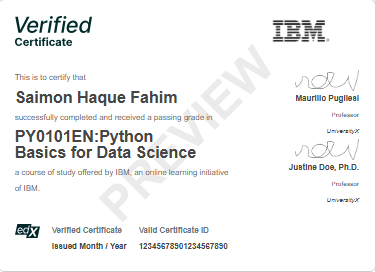 Verified
Certificate
IBM
This is to certify that
Saimon Haque Fahim
successfully completed and received a passing grade in
PY0101EN:Python
Basics for Data Science
a course of study offered by IBM, an online learning initiative
of IBM.
PREVIEW
Maurillo Pugliesi
Professor
UniversityX
Justine Doe, Ph.D.
Professor
UniversityX
edX
Verified Certificate
Issued Month / Year
Valid Certificate ID
12345678901234567890